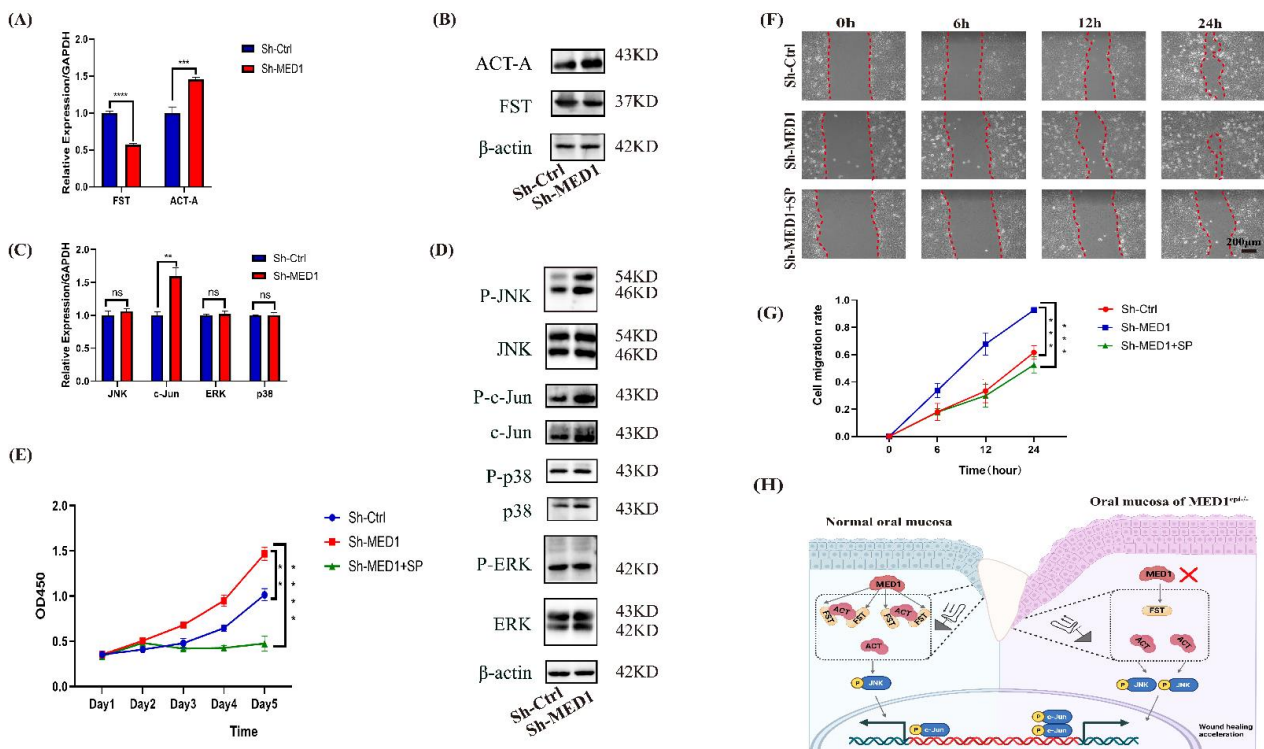 (A)
Relative Expression/GAPDH
2.0
1.5
1.0
0.5
0.0
****
***
FST
ACT-A
Sh-Ctrl
Sh-MED1
(B)
ACT-A
43KD
FST
37KD
β-actin
42KD
Sh-Ctrl
Sh-MED1
(C)
Relative Expression/GAPDH
2.0
1.5
1.0
0.5
0.0
ns
**
ns
ns
JNK
c-Jun
ERK
p38
Sh-Ctrl
Sh-MED1
(D)
P-JNK
54KD
46KD
JNK
54KD
46KD
P-c-Jun
43KD
c-Jun
43KD
P-p38
43KD
p38
43KD
P-ERK
42KD
ERK
43KD
42KD
β-actin
42KD
Sh-Ctrl
Sh-MED1
(E)
OD450
2.0
1.5
1.0
0.5
0.0
Day1
Day2
Day3
Day4
Day5
Time
Sh-Ctrl
Sh-MED1
Sh-MED1+SP
**
****
(F)
0h
6h
12h
24h
Sh-Ctrl
Sh-MED1
Sh-MED1+SP
200μm
(G)
Cell migration rate
1.0
0.8
0.6
0.4
0.2
0.0
0
6
12
24
Time(hour)
Sh-Ctrl
Sh-MED1
Sh-MED1+SP
***
***
(H)
Normal oral mucosa
Oral mucosa of MED1epi-/-
MED1
FST
ACT
FST
FST
ACT
FST
ACT
P
JNK
P
c-Jun
MED1
FST
ACT
ACT
P
JNK
P
JNK
P
c-Jun
P
c-Jun
Wound healing
acceleration